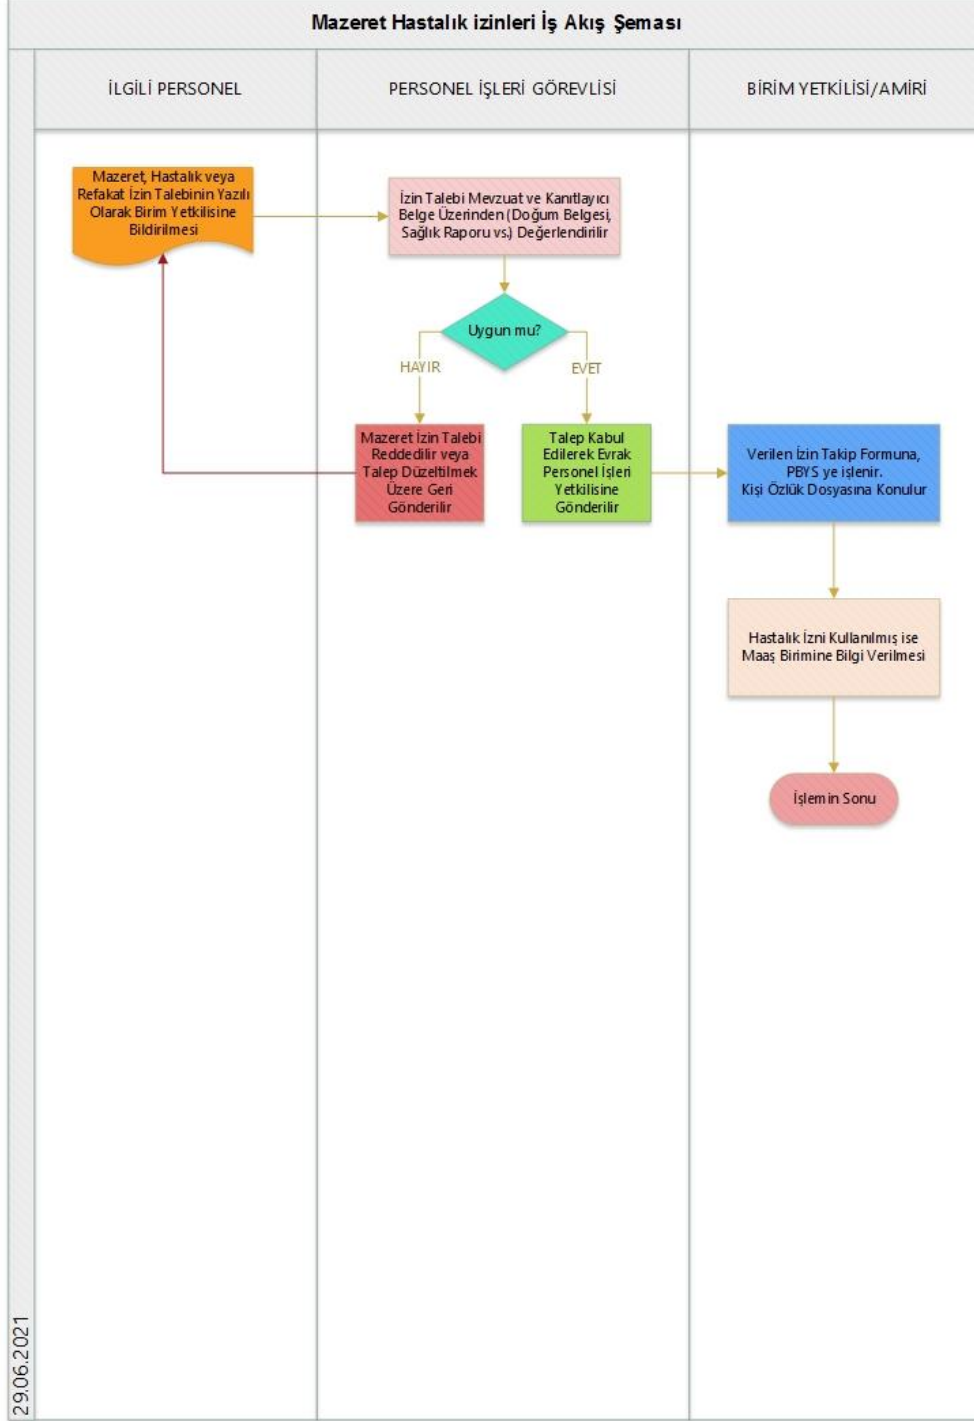 Mazeret Hastalık izinleri İş Akış Şeması
İLGİLİ PERSONEL
PERSONEL İŞLERİ GÖREVLİSİ
BİRİM YETKİLİSİ/AMİRİ
Mazeret, Hastalık veya
Refakat İzin Talebinin Yazılı
Olarak Birim Yetkilisine
Bildirilmesi
İzin Talebi Mevzuat ve Kanıtlayıcı
Belge Üzerinden (Doğum Belgesi,
Sağlık Raporu vs.) Değerlendirilir
Uygun mu?
HAYIR
EVET
Mazeret İzin Talebi
Reddedilir veya
Talep Düzeltilmek
Üzere Geri
Gönderilir
Talep Kabul
Edilerek Evrak
Personel İşleri
Yetkilisine
Gönderilir
Verilen İzin Takip Formuna,
PBYS ye işlenir.
Kişi Özlük Dosyasına Konulur
Hastalık İzni Kullanılmış ise
Maaş Birimine Bilgi Verilmesi
İşlemin Sonu
29.06.2021